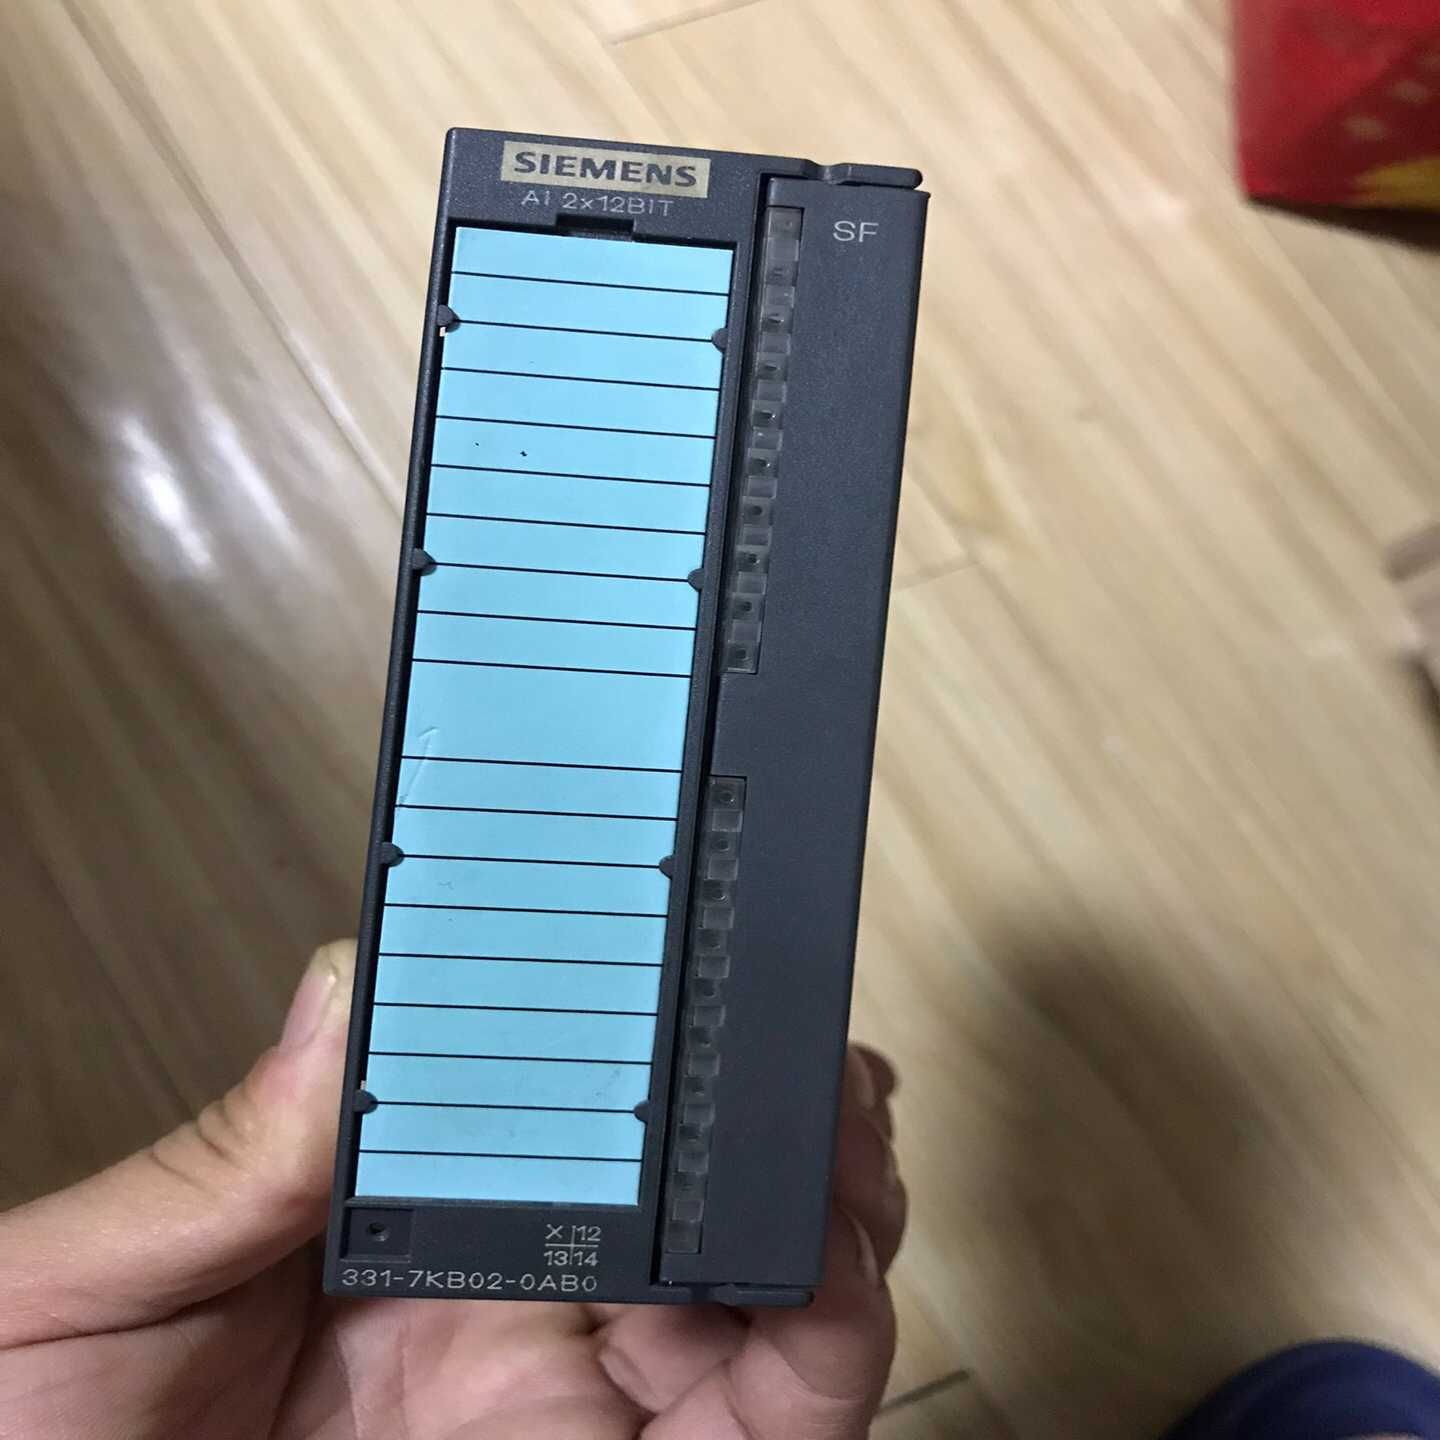 SIEMENS
AI 2x12BIT
SF
X 12
13 14
331-7KB02-0AB0